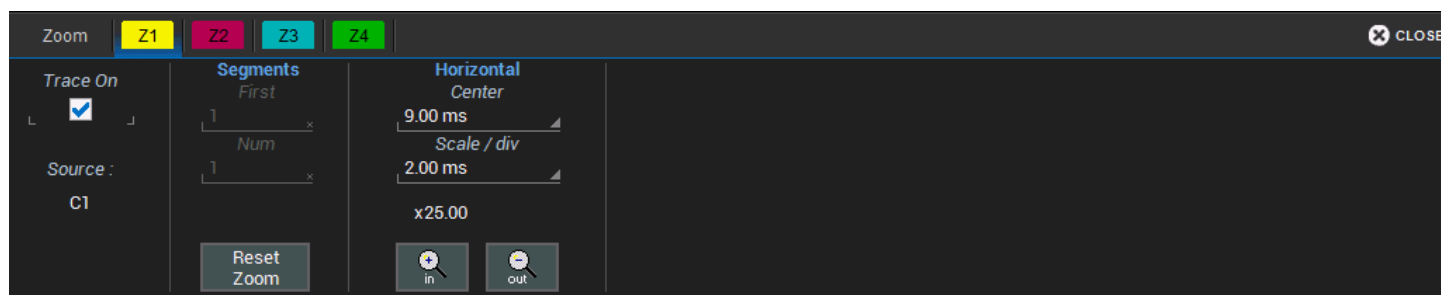 Zoom Z1 Z2 Z3 Z4 CLOSE
Trace On
Source :
C1
Segments
First
1
Num
1
Reset
Zoom
Horizontal
Center
9.00 ms
Scale / div
2.00 ms
x25.00
in out